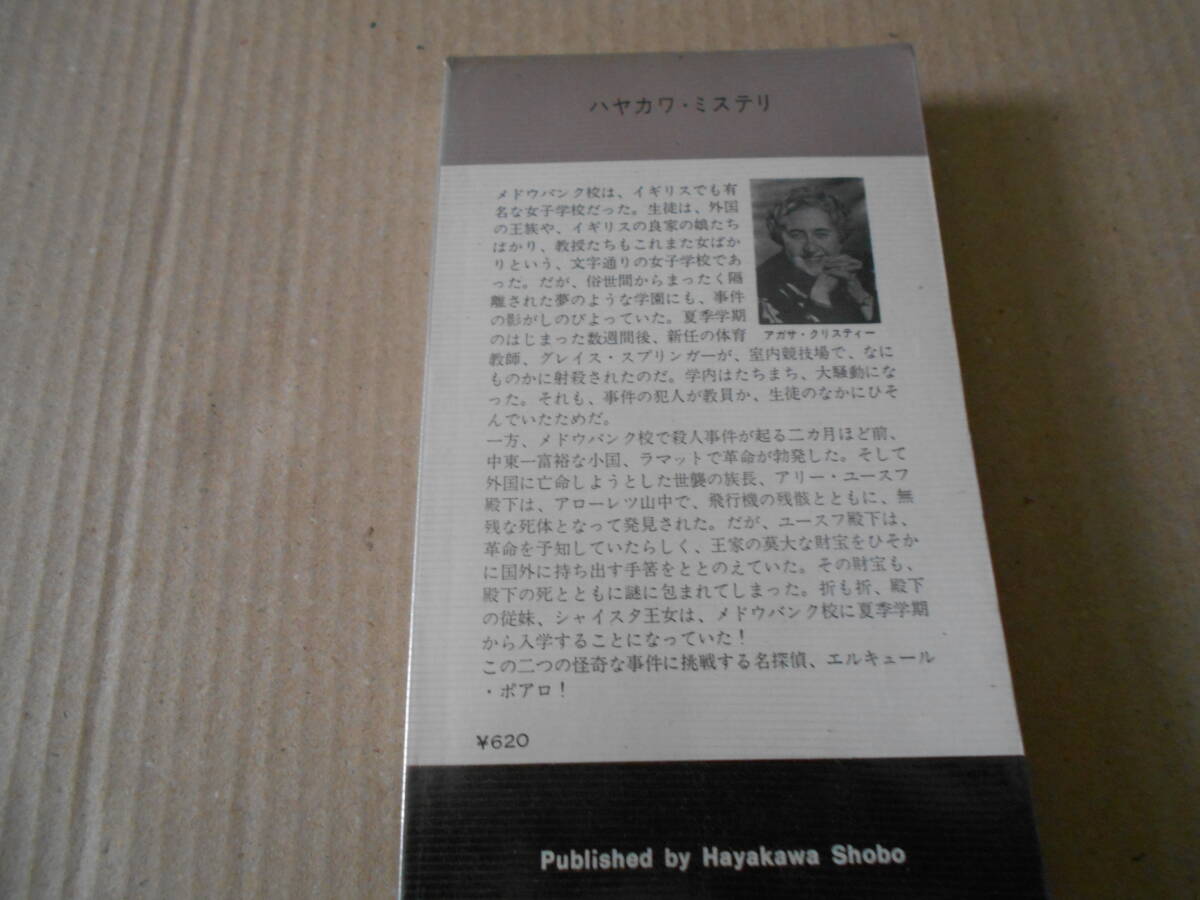 ハヤカワ・ミステリ
メドウバンク校は、イギリスでも有
名な女子学校だった。生徒は、外国
の王族や、イギリスの良家の娘たち
ばかり、教授たちもこれまた女ばか
りという、文字通りの女子学校であ
った。だが、俗世間からまったく隔
離された夢のような学園にも、事件
の影がしのびよっていた。夏季学期
のはじまった数週間後、新任の体育
アガサ・クリスティー
教師、グレイス・スプリンガーが、室内競技場で、なに
ものかに射殺されたのだ。学内はたちまち、大騒動にな
った。それも、事件の犯人が教員か、生徒のなかにひそ
んでいたためだ。
一方、メドウバンク校で殺人事件が起る二カ月ほど前、
中東一富裕な小国、ラマットで革命が勃発した。そして
外国に亡命しようとした世襲の族長、アリー・ユースフ
殿下は、アローレツ山中で、飛行機の残骸とともに、無
残な死体となって発見された。だが、ユースフ殿下は、
革命を予知していたらしく、王家の莫大な財宝をひそか
に国外に持ち出す手筈をととのえていた。その財宝も、
殿下の死とともに謎に包まれてしまった。折も折、殿下
の従妹、シャイスタ王女は、メドウバンク校に夏季学期
から入学することになっていた！
この二つの怪奇な事件に挑戦する名探偵、エルキュール
・ポアロ！
¥620
Published by Hayakawa Shobo